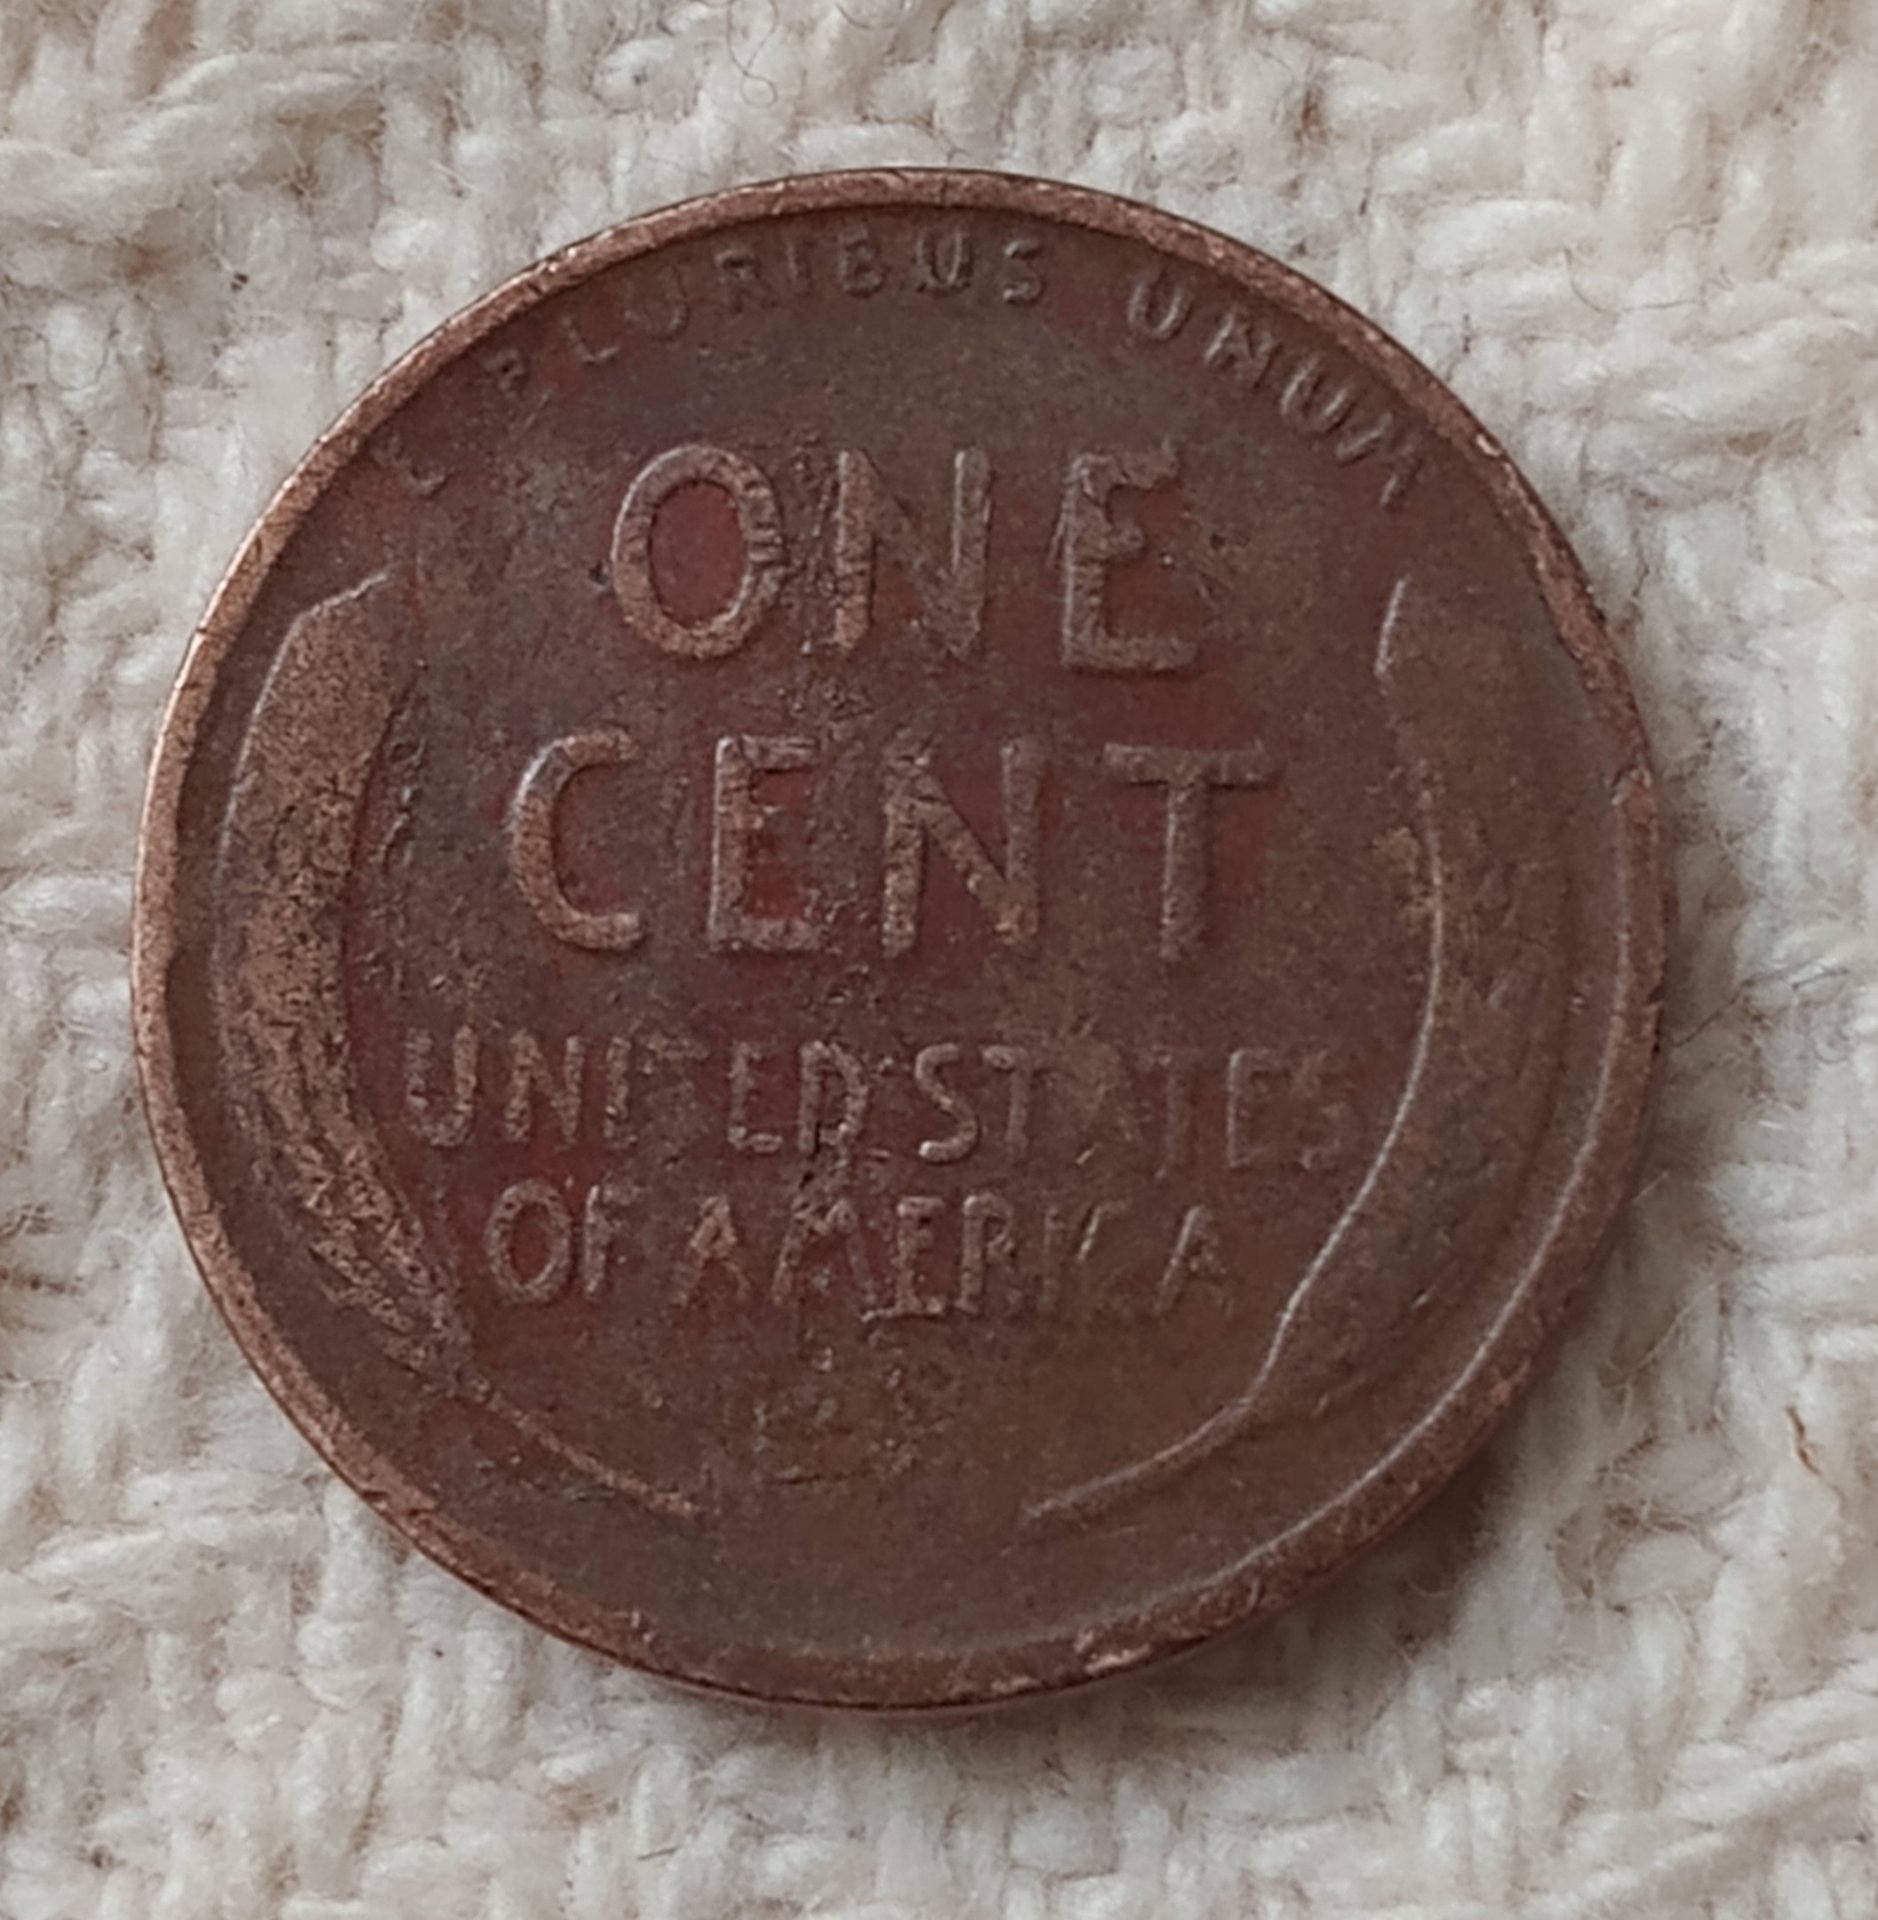 E PLURIBUS UNUM
ONE
CENT
UNITED STATES
OF AMERICA